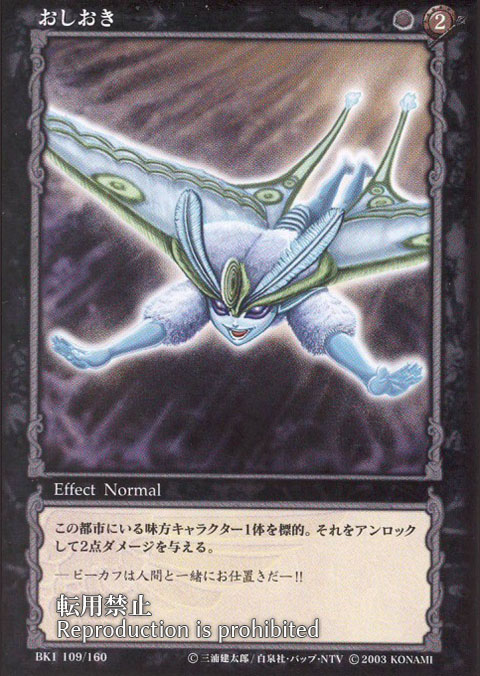 おしおき
2
Effect Normal
この都市にいる味方キャラクター1体を標的。それをアンロック
して2点ダメージを与える。
―ピーカフは人間と一緒にお仕置きだー!!
転用禁止
Reproduction is prohibited
BK1 109/160
© 三浦建太郎/白泉社・バップ・NTV © 2003 KONAMI